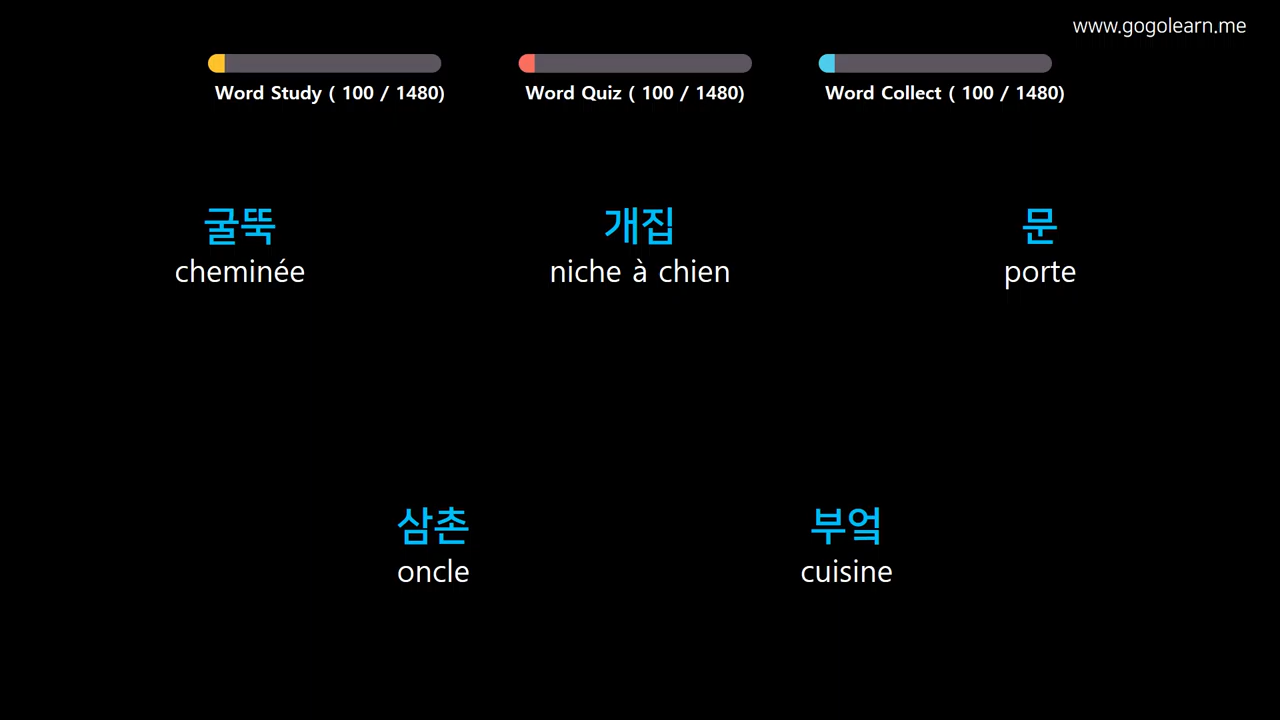 www.gogolearn.me
Word Study ( 100 / 1480)
Word Quiz ( 100 / 1480)
Word Collect ( 100 / 1480)
굴뚝
cheminée
개집
niche à chien
문
porte
삼촌
oncle
부엌
cuisine